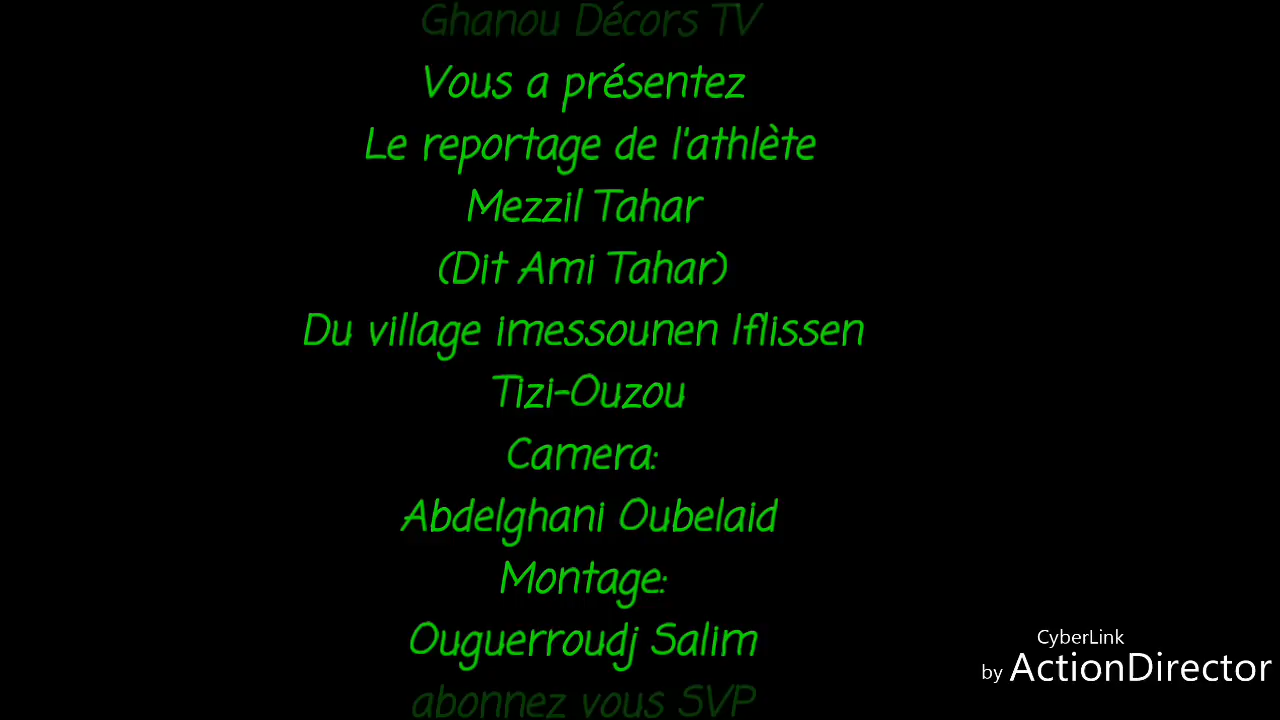 Ghanou Décors TV
Vous a présentez
Le reportage de l'athlète
Mezzil Tahar
(Dit Ami Tahar)
Du village imessounen Iflissen
Tizi-Ouzou
Camera:
Abdelghani Oubelaid
Montage:
Ouguerroudj Salim
abonnez vous SVP
CyberLink
by ActionDirector